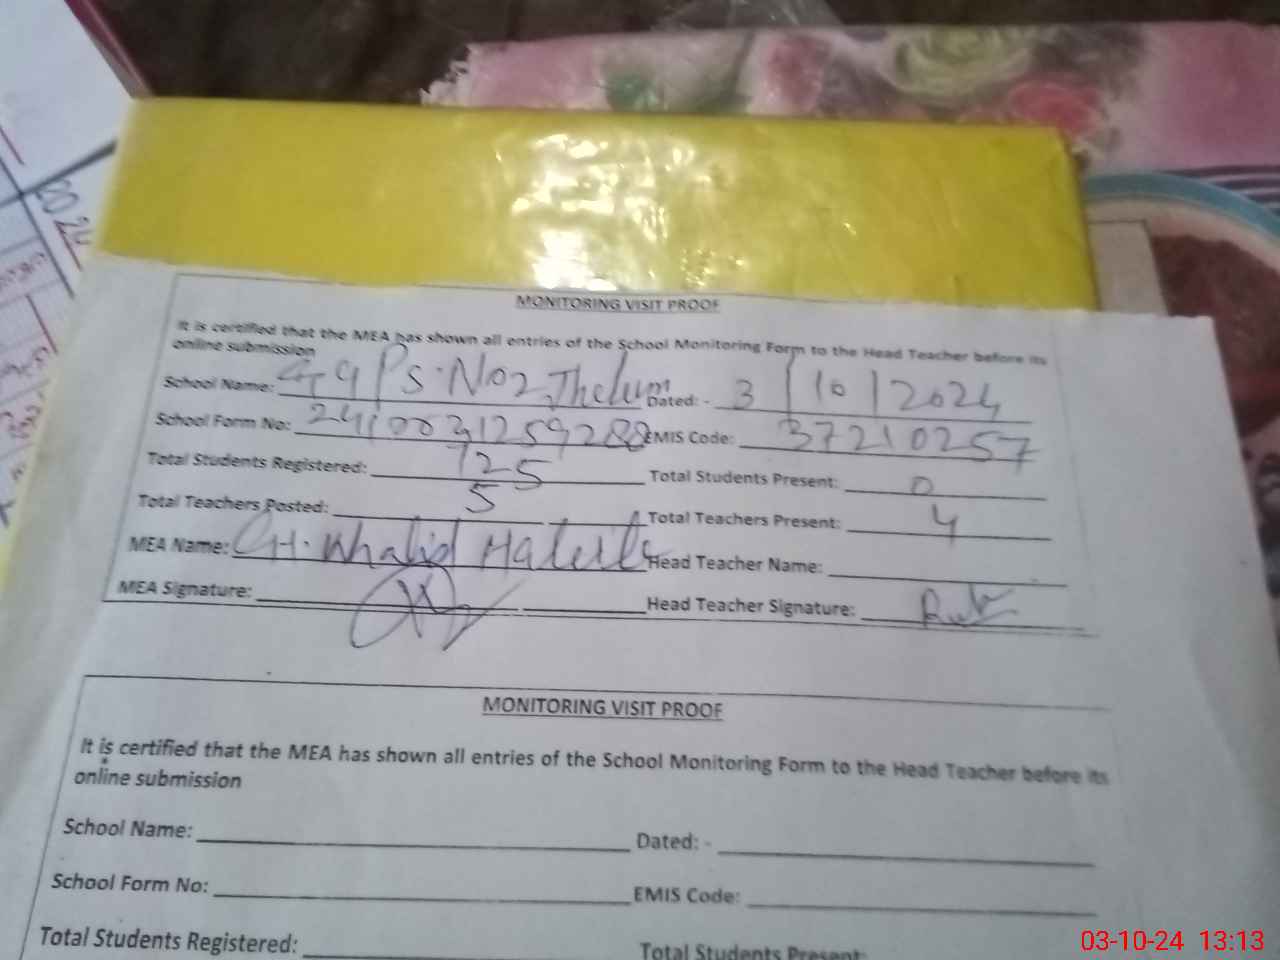 2024
MONITORING VISIT PROOF
It is certified that the MEA has shown all entries of the School Monitoring Form to the Head Teacher before its
online submission
School Name: GGPS. No 2 Jhelum Dated: - 3/10/2024
School Form No: EMIS Code: 37210257
Total Students Registered: 125 Total Students Present: 0
Total Teachers Posted: 5 Total Teachers Present: 4
MEA Name: CH. Khalid Head Teacher Name:
MEA Signature: Head Teacher Signature:
MONITORING VISIT PROOF
It is certified that the MEA has shown all entries of the School Monitoring Form to the Head Teacher before its
online submission
School Name: Dated: -
School Form No: EMIS Code:
Total Students Registered: Total Students Present:
03-10-24 13:13